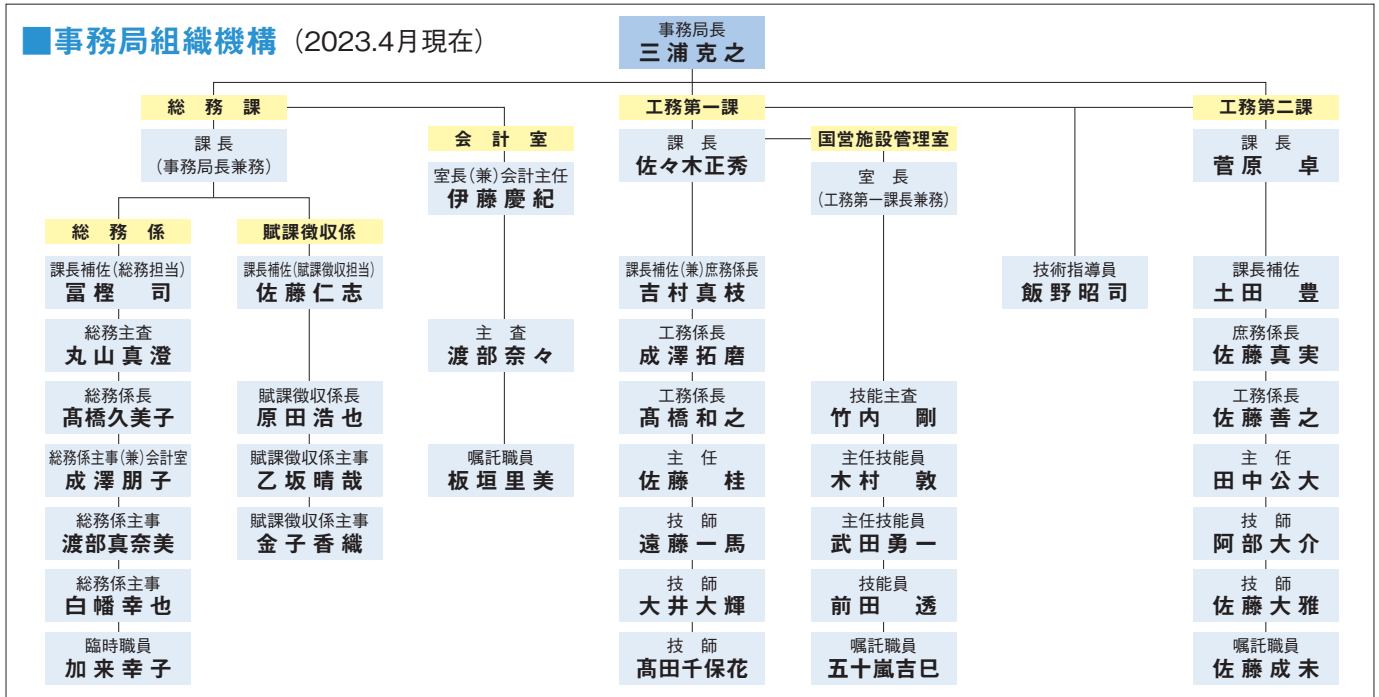 ■事務局組織機構（2023.4月現在）
事務局長
三浦克之
総務課
課長
（事務局長兼務）
総務係
課長補佐（総務担当）
冨樫 司
総務主査
丸山真澄
総務係長
髙橋久美子
総務係主事（兼）会計室
成澤朋子
総務係主事
渡部真奈美
総務係主事
白幡幸也
臨時職員
加来幸子
賦課徴収係
課長補佐（賦課徴収担当）
佐藤仁志
賦課徴収係長
原田浩也
賦課徴収係主事
乙坂晴哉
賦課徴収係主事
金子香織
会計室
室長（兼）会計主任
伊藤慶紀
主査
渡部奈々
嘱託職員
板垣里美
工務第一課
課長
佐々木正秀
課長補佐（兼）庶務係長
吉村真枝
工務係長
成澤拓磨
工務係長
髙橋和之
主任
佐藤 桂
技師
遠藤一馬
技師
大井大輝
技師
髙田千保花
国営施設管理室
室長
（工務第一課長兼務）
技能主査
竹内 剛
主任技能員
木村 敦
主任技能員
武田勇一
技能員
前田 透
嘱託職員
五十嵐吉巳
技術指導員
飯野昭司
工務第二課
課長
菅原 卓
課長補佐
土田 豊
庶務係長
佐藤真実
工務係長
佐藤善之
主任
田中公大
技師
阿部大介
技師
佐藤大雅
嘱託職員
佐藤成未